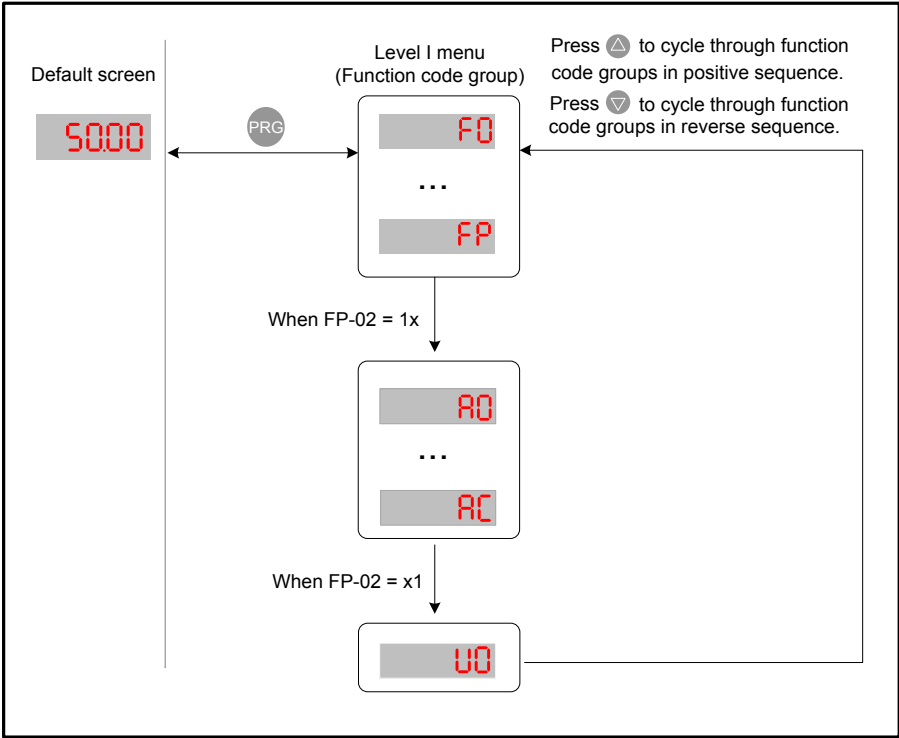 Default screen
50.00
PRG
Level I menu
(Function code group)
F0
...
FP
Press △ to cycle through function
code groups in positive sequence.
Press ▽ to cycle through function
code groups in reverse sequence.
When FP-02 = 1x
A0
...
AC
When FP-02 = x1
U0